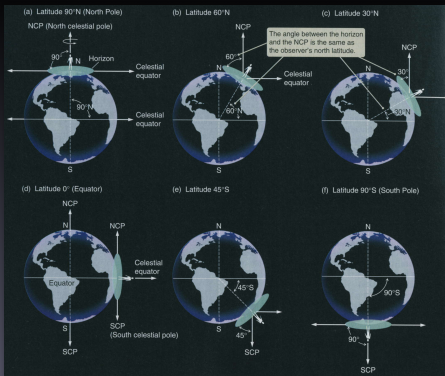 (a) Latitude 90°N (North Pole)
NCP (North celestial pole)
90°
N
Horizon
Celestial
equator
90°N
Celestial
equator
S
(b) Latitude 60°N
The angle between the horizon
and the NCP is the same as
the observer's north latitude.
NCP
60°
N
Celestial
equator
60°N
S
(c) Latitude 30°N
NCP
30°
N
30°N
S
(d) Latitude 0° (Equator)
NCP
NCP
N
Celestial
equator
Equator
S
SCP
SCP
(South celestial pole)
(e) Latitude 45°S
NCP
N
45°S
S
45°
SCP
(f) Latitude 90°S (South Pole)
N
90°S
S
90°
SCP